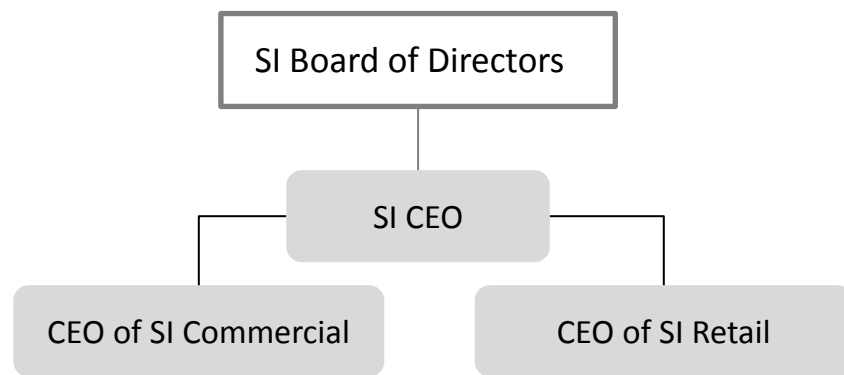 SI Board of Directors
SI CEO
CEO of SI Commercial
CEO of SI Retail